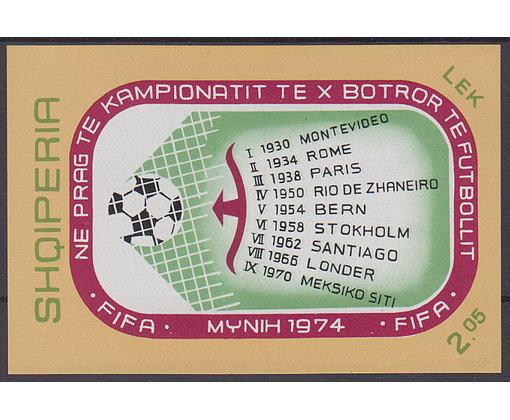 SHQIPERIA
NE PRAG TE KAMPIONATIT TE X BOTROR TE FUTBOLLIT
LEK
I 1930 MONTEVIDEO
II 1934 ROME
III 1938 PARIS
IV 1950 RIO DE ZHANEIRO
V 1954 BERN
VI 1958 STOKHOLM
VII 1962 SANTIAGO
VIII 1966 LONDER
IX 1970 MEKSIKO SITI
· FIFA · MYNIH 1974 · FIFA ·
2.05